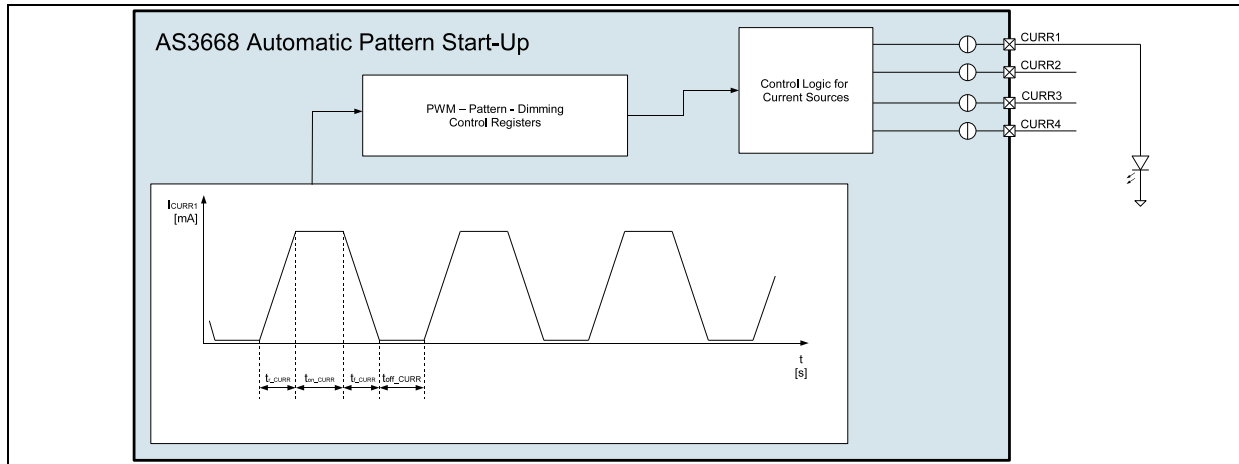 AS3668 Automatic Pattern Start-Up
PWM – Pattern - Dimming
Control Registers
Control Logic for
Current Sources
CURR1
CURR2
CURR3
CURR4
ICURR1
[mA]
t
[s]
tr_CURR
ton_CURR
tf_CURR
toff_CURR